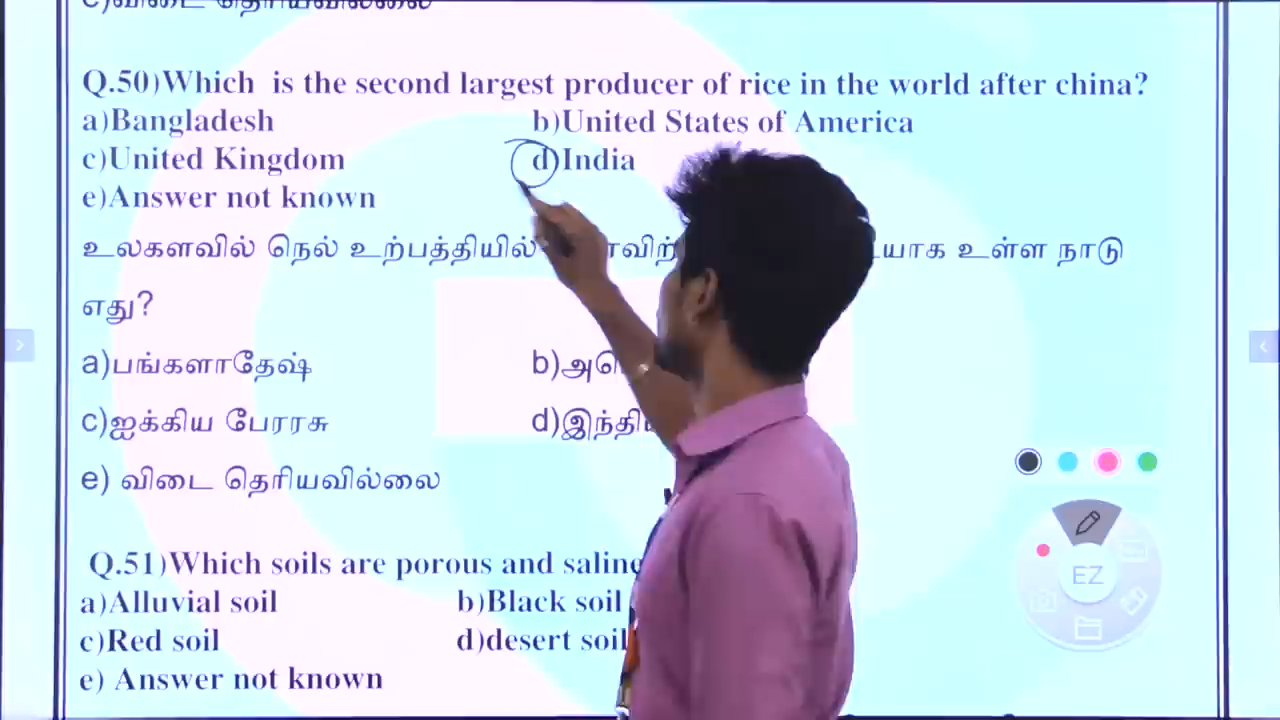 e)விடை தெரியவில்லை
Q.50)Which is the second largest producer of rice in the world after china?
a)Bangladesh b)United States of America
c)United Kingdom d)India
e)Answer not known
உலகளவில் நெல் உற்பத்தியில் உள்ள நாடு
எது?
a)பங்களாதேஷ் b)
c)ஐக்கிய பேரரசு d)
e) விடை தெரியவில்லை
Q.51)Which soils are porous and saline
a)Alluvial soil b)Black soil
c)Red soil d)desert soil
e) Answer not known
EZ